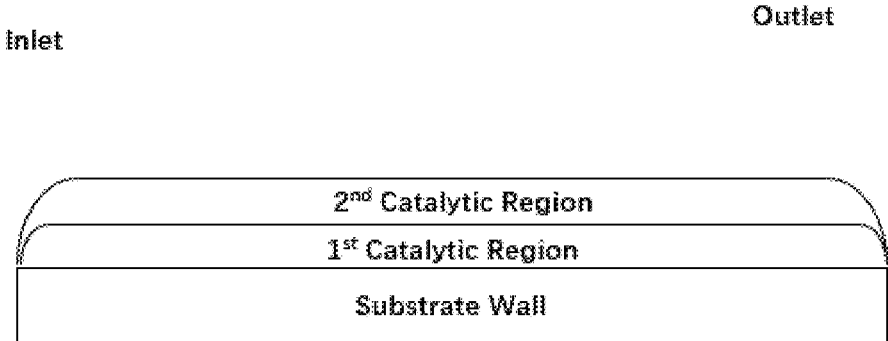 Outlet
Inlet
2nd Catalytic Region
1st Catalytic Region
Substrate Wall